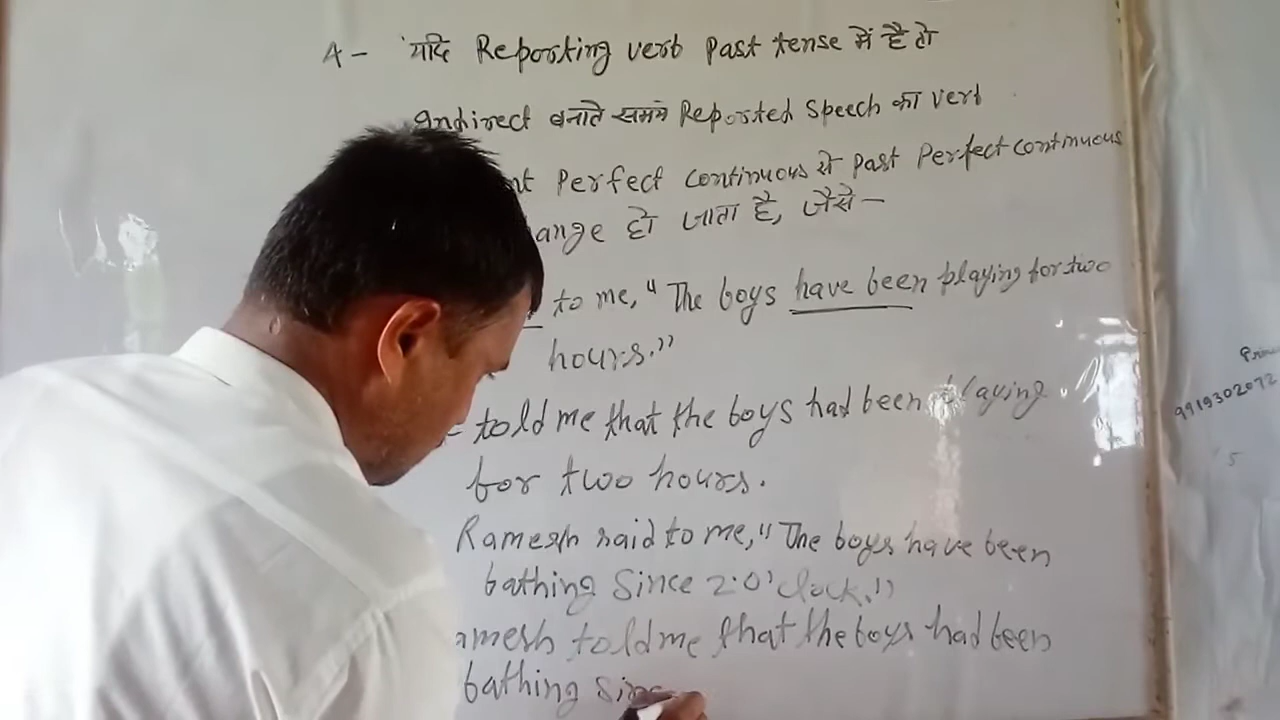 A- यदि Reporting verb Past tense में है तो
Indirect बनाते समय Reported Speech का verb
Perfect continuous से Past Perfect continuous
हो जाता है, जैसे-
to me, "The boys have been playing for two
hours."
told me that the boys had been playing
for two hours.
Ramesh said to me, "The boys have been
bathing Since 2.0'clock."
told me that the boys had been
bathing
9919302072